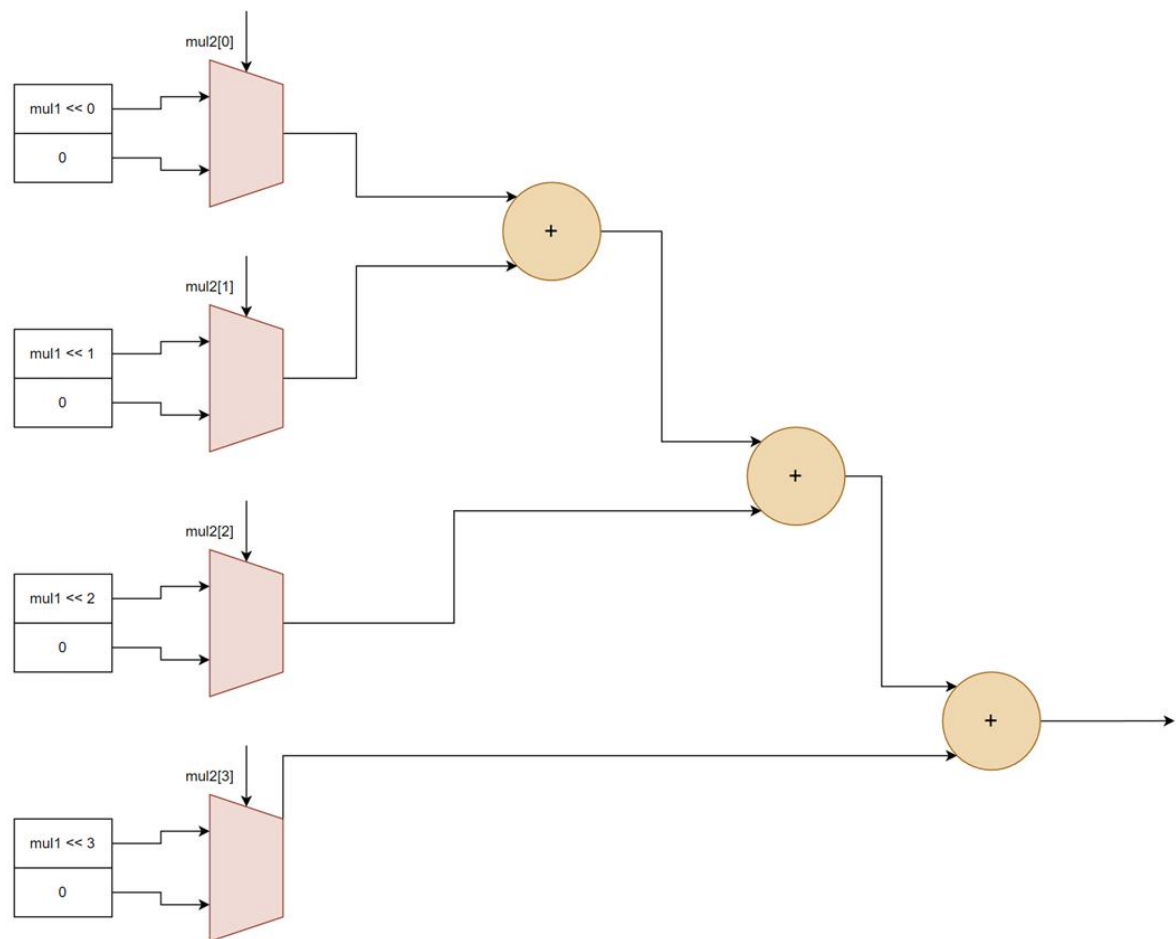 mul2[0]
mul1 << 0
0
+
mul2[1]
mul1 << 1
0
+
mul2[2]
mul1 << 2
0
+
mul2[3]
mul1 << 3
0